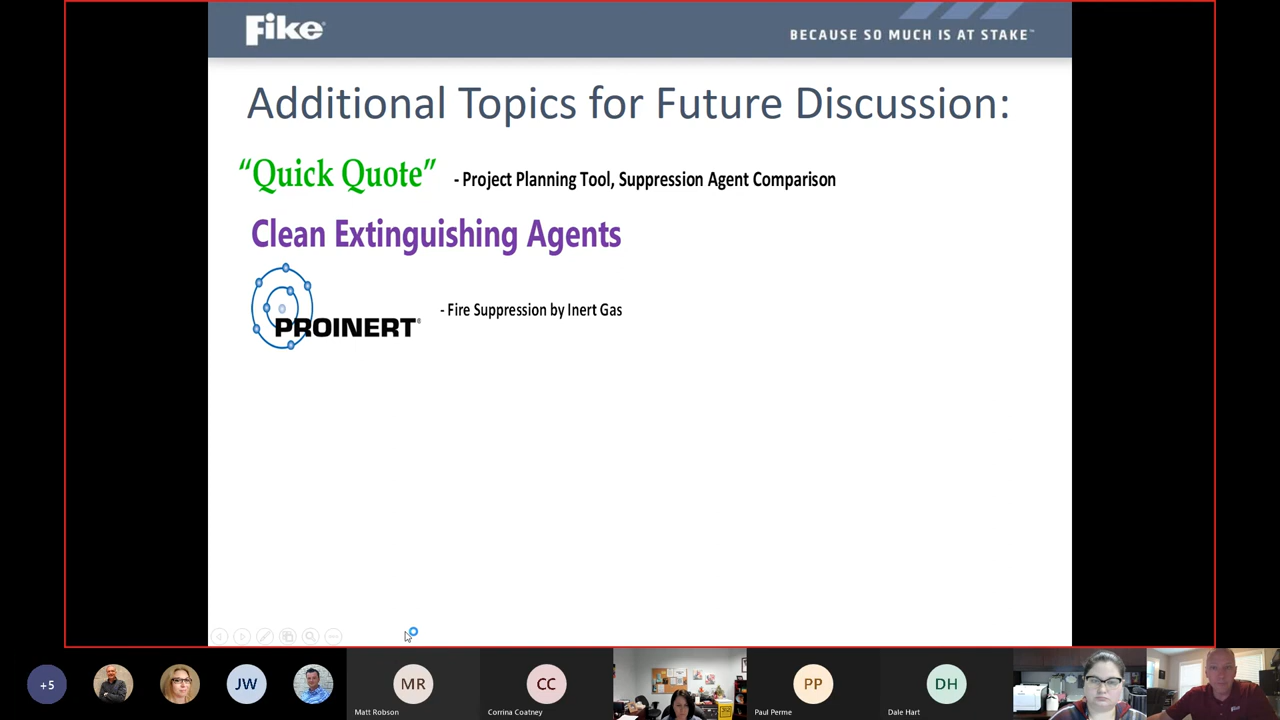 Fike®
BECAUSE SO MUCH IS AT STAKE™
Additional Topics for Future Discussion:
“Quick Quote” - Project Planning Tool, Suppression Agent Comparison
Clean Extinguishing Agents
PROINERT® - Fire Suppression by Inert Gas
+5
JW
MR
CC
PP
DH
Matt Robson
Corrina Coatney
Paul Perme
Dale Hart